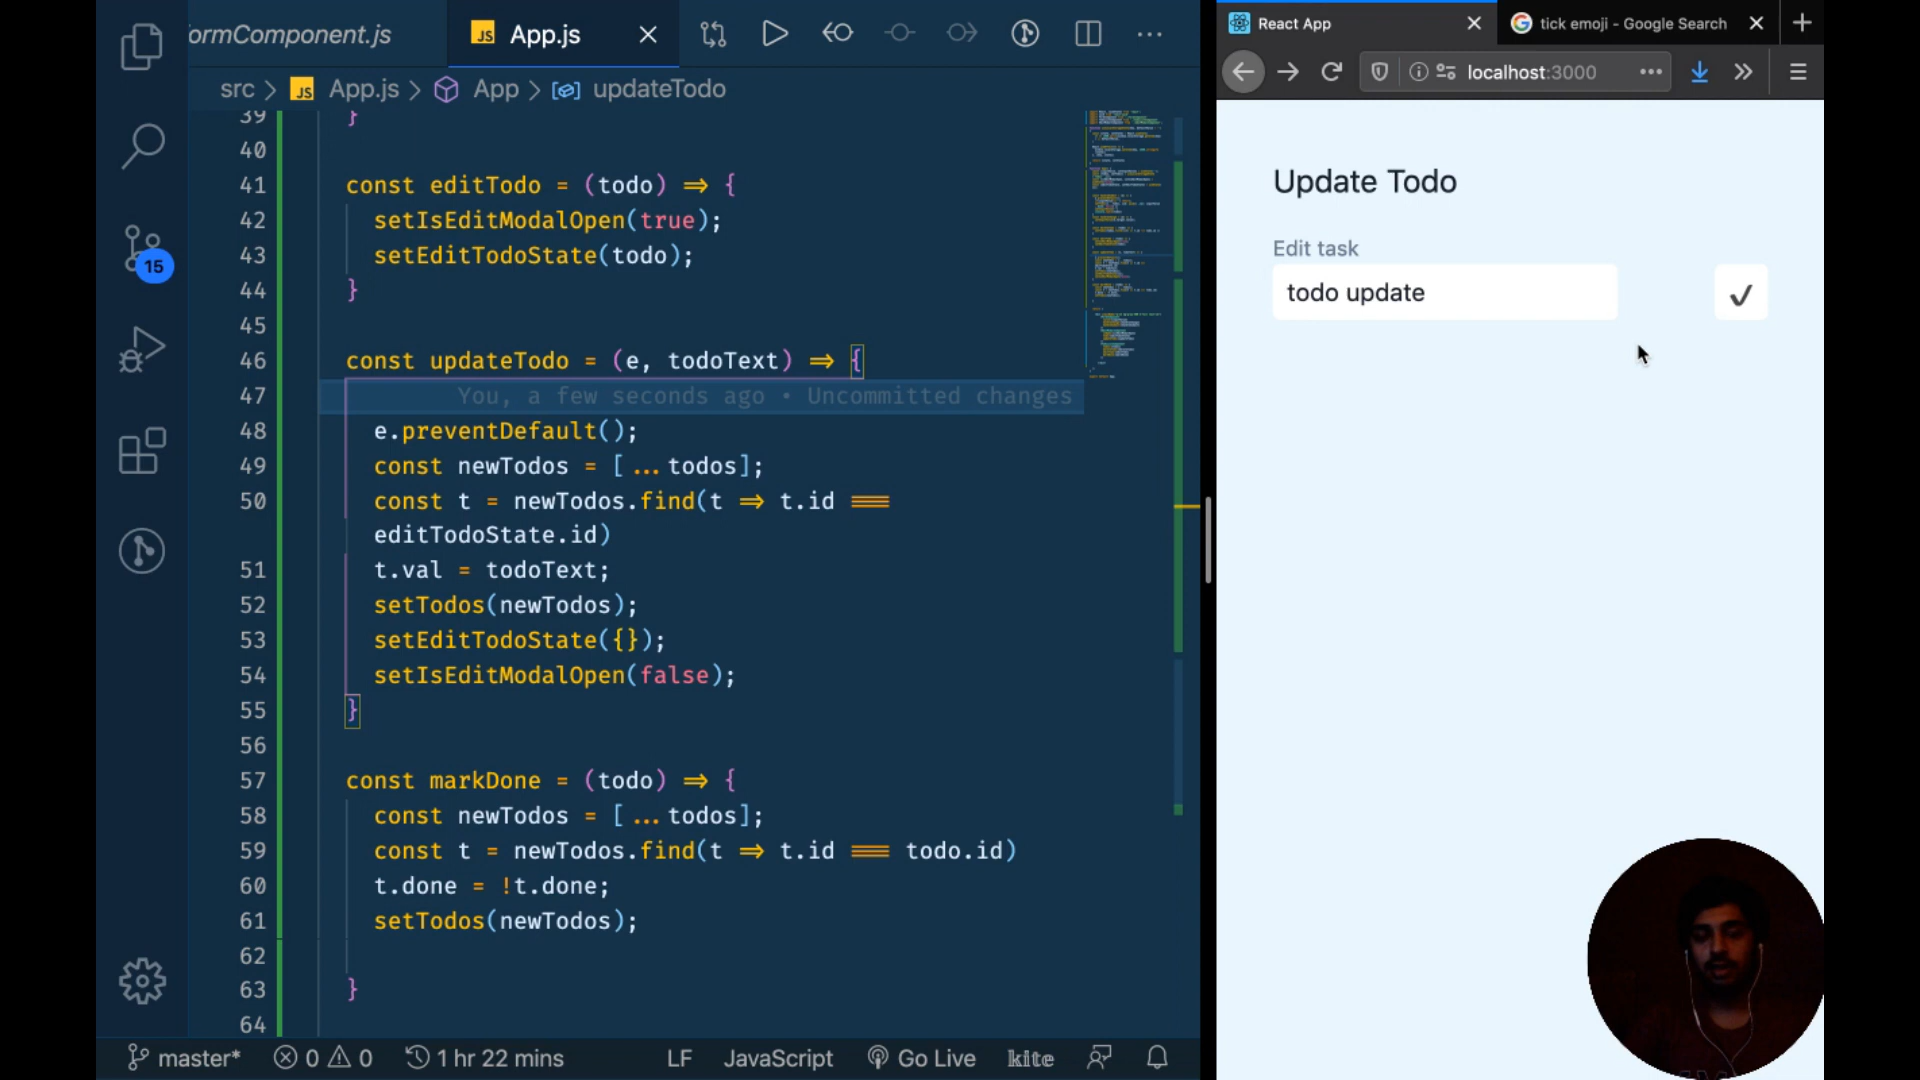 ormComponent.js
JS App.js
src > JS App.js > App > updateTodo
39 }
40
41 const editTodo = (todo) => {
42 setIsEditModalOpen(true);
43 setEditTodoState(todo);
44 }
45
46 const updateTodo = (e, todoText) => {
47 You, a few seconds ago • Uncommitted changes
48 e.preventDefault();
49 const newTodos = [...todos];
50 const t = newTodos.find(t => t.id ===
editTodoState.id)
51 t.val = todoText;
52 setTodos(newTodos);
53 setEditTodoState({});
54 setIsEditModalOpen(false);
55 }
56
57 const markDone = (todo) => {
58 const newTodos = [...todos];
59 const t = newTodos.find(t => t.id === todo.id)
60 t.done = !t.done;
61 setTodos(newTodos);
62
63 }
64
15
master* 0 0 1 hr 22 mins LF JavaScript Go Live kite
React App
tick emoji - Google Search
localhost:3000
Update Todo
Edit task
todo update
✓